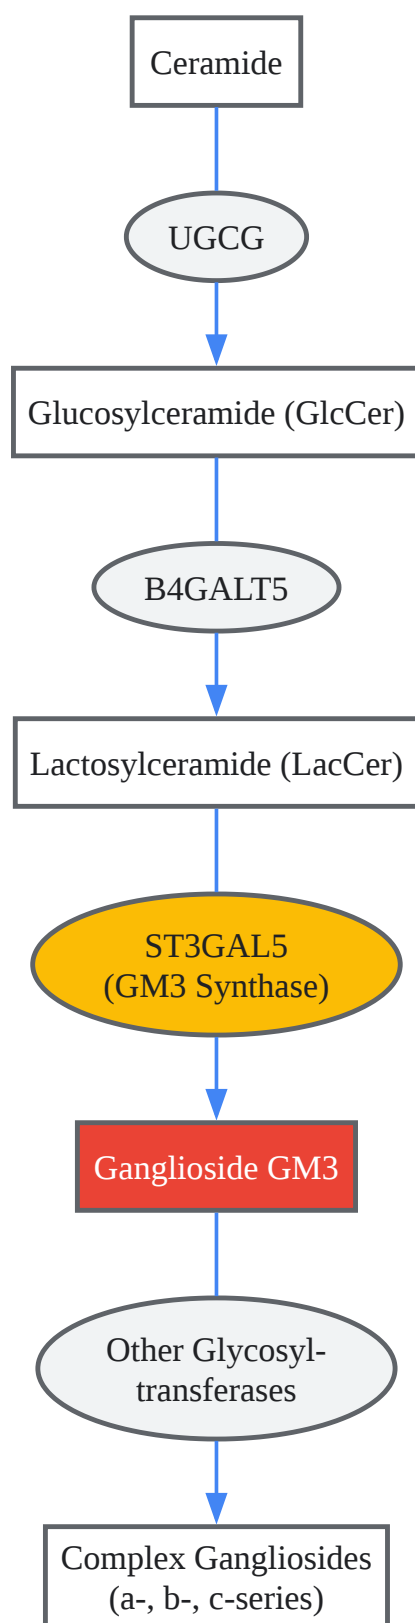 Ceramide
UGCG
Glucosylceramide (GlcCer)
B4GALT5
Lactosylceramide (LacCer)
ST3GAL5
(GM3 Synthase)
Ganglioside GM3
Other Glycosyl-
transferases
Complex Gangliosides
(a-, b-, c-series)